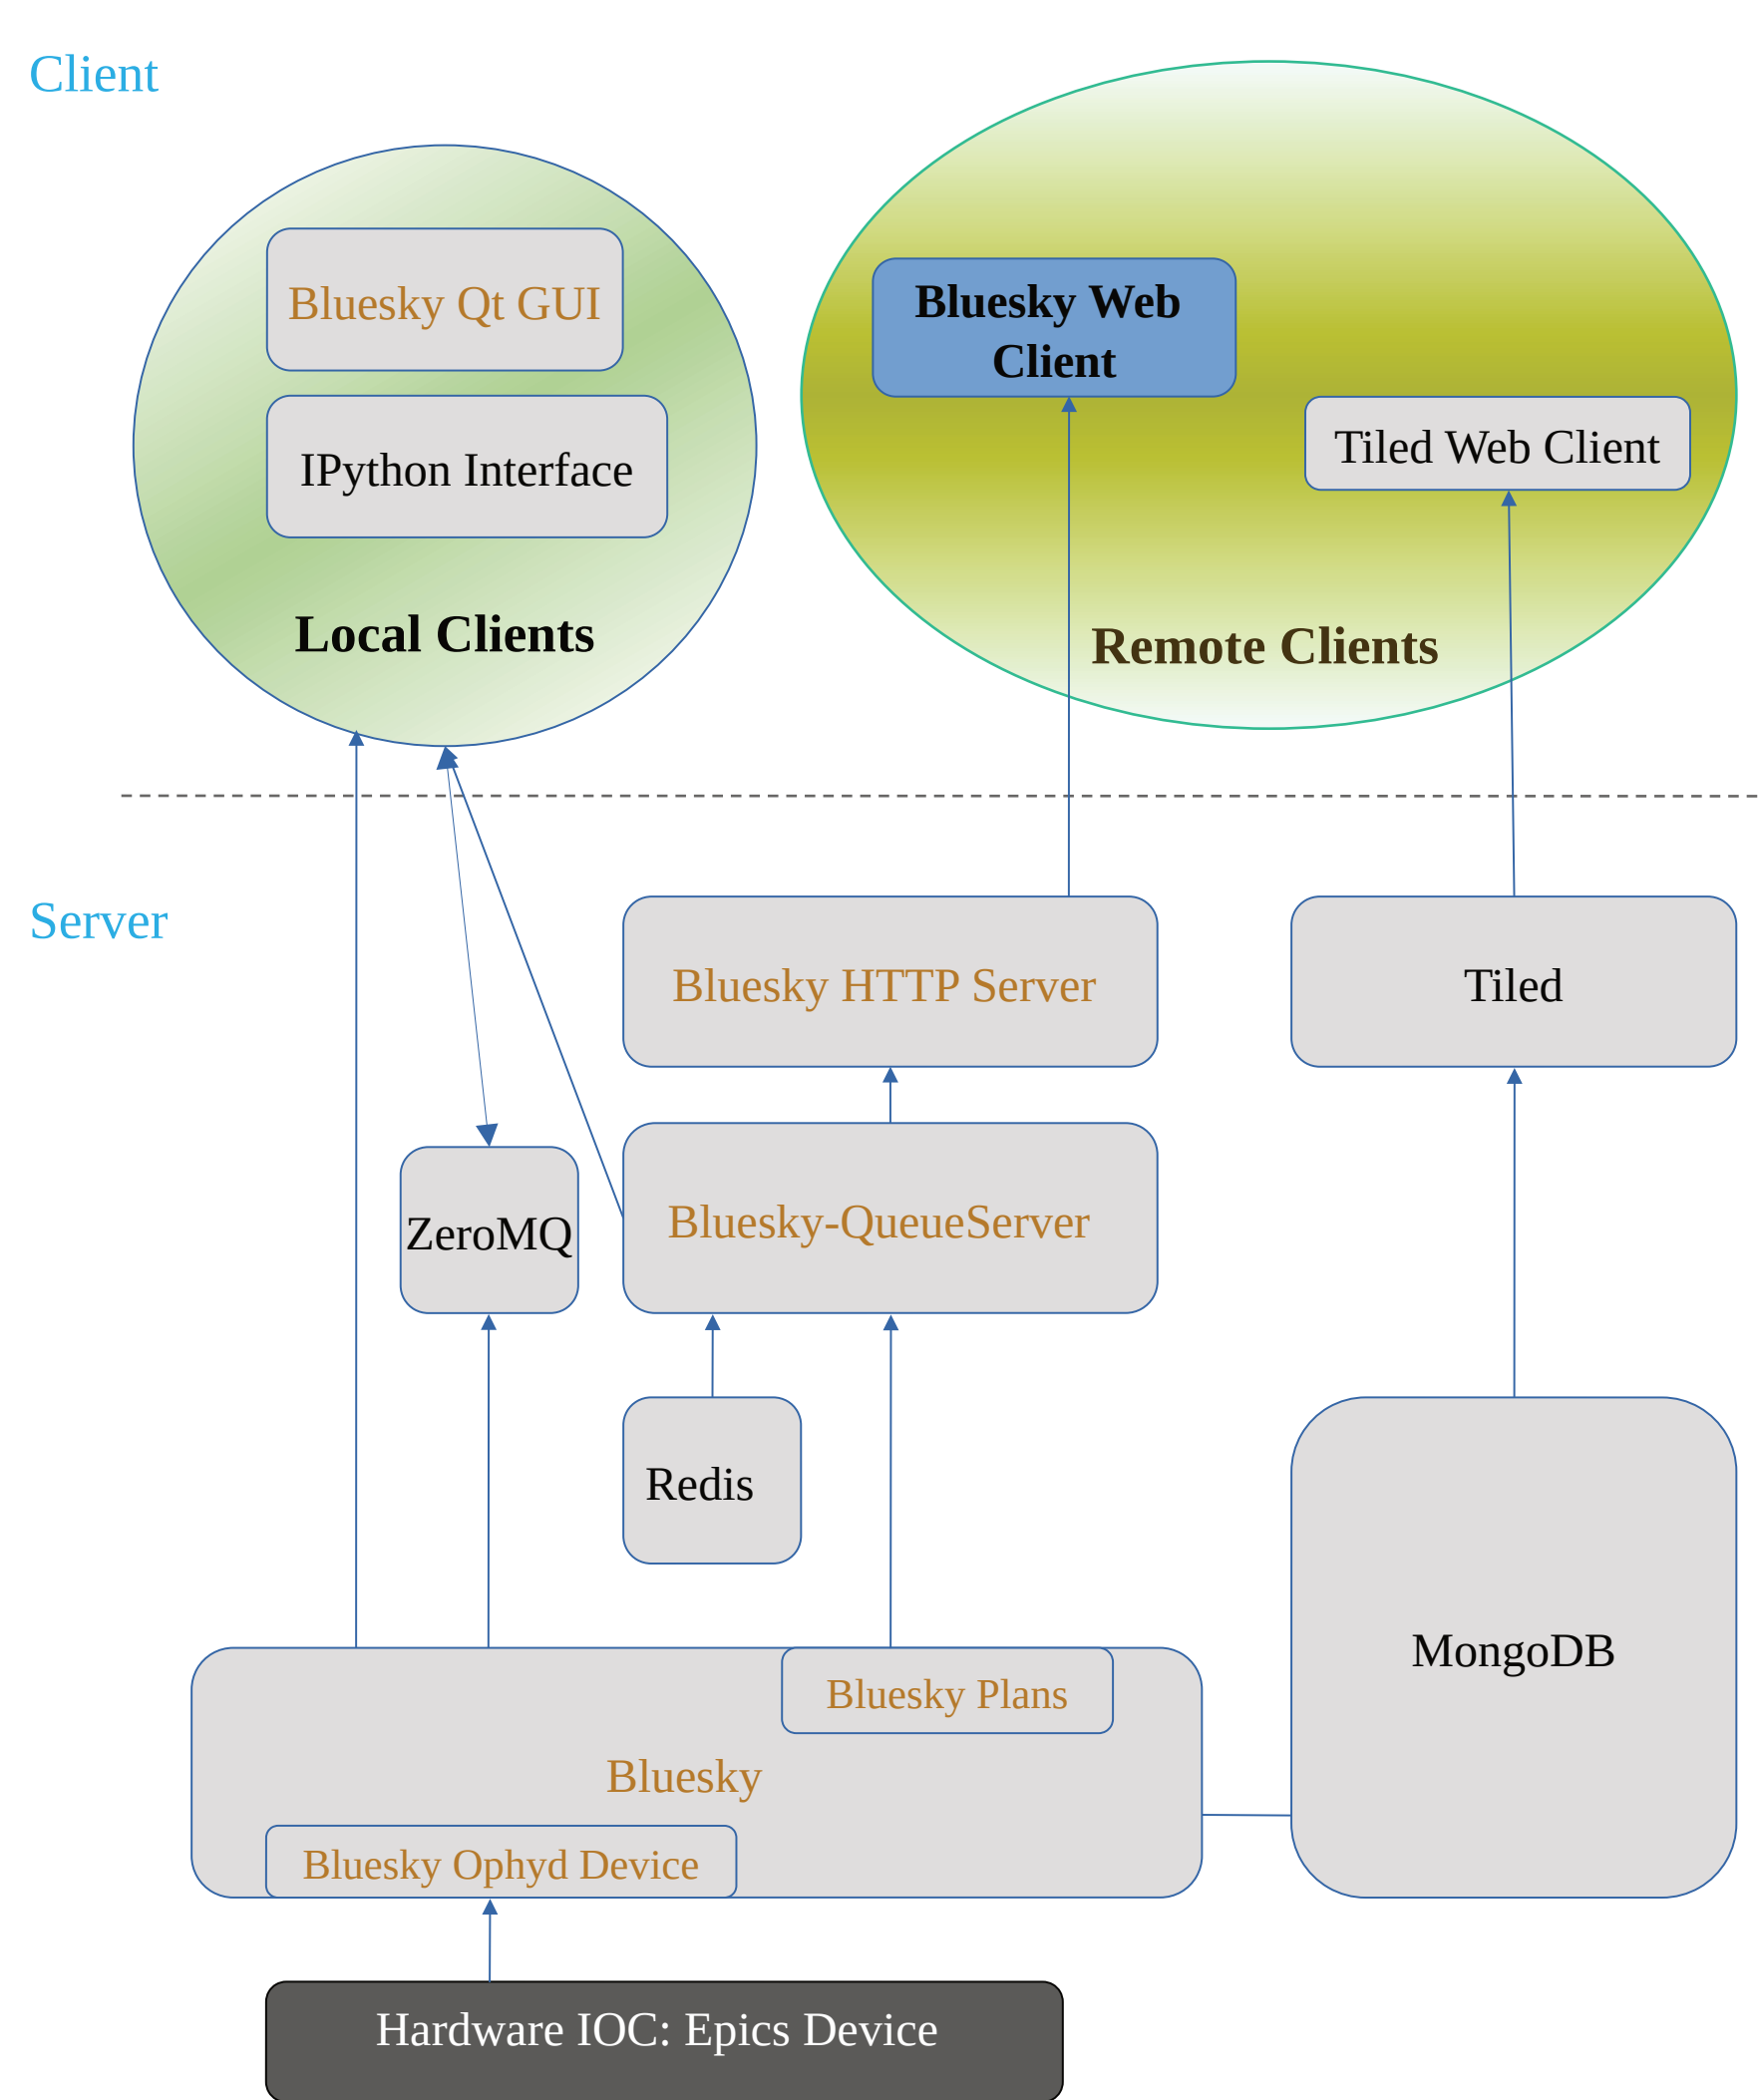 Client
Bluesky Qt GUI
IPython Interface
Local Clients
Bluesky Web
Client
Tiled Web Client
Remote Clients
Server
Bluesky HTTP Server
Tiled
ZeroMQ
Bluesky-QueueServer
Redis
MongoDB
Bluesky Plans
Bluesky
Bluesky Ophyd Device
Hardware IOC: Epics Device